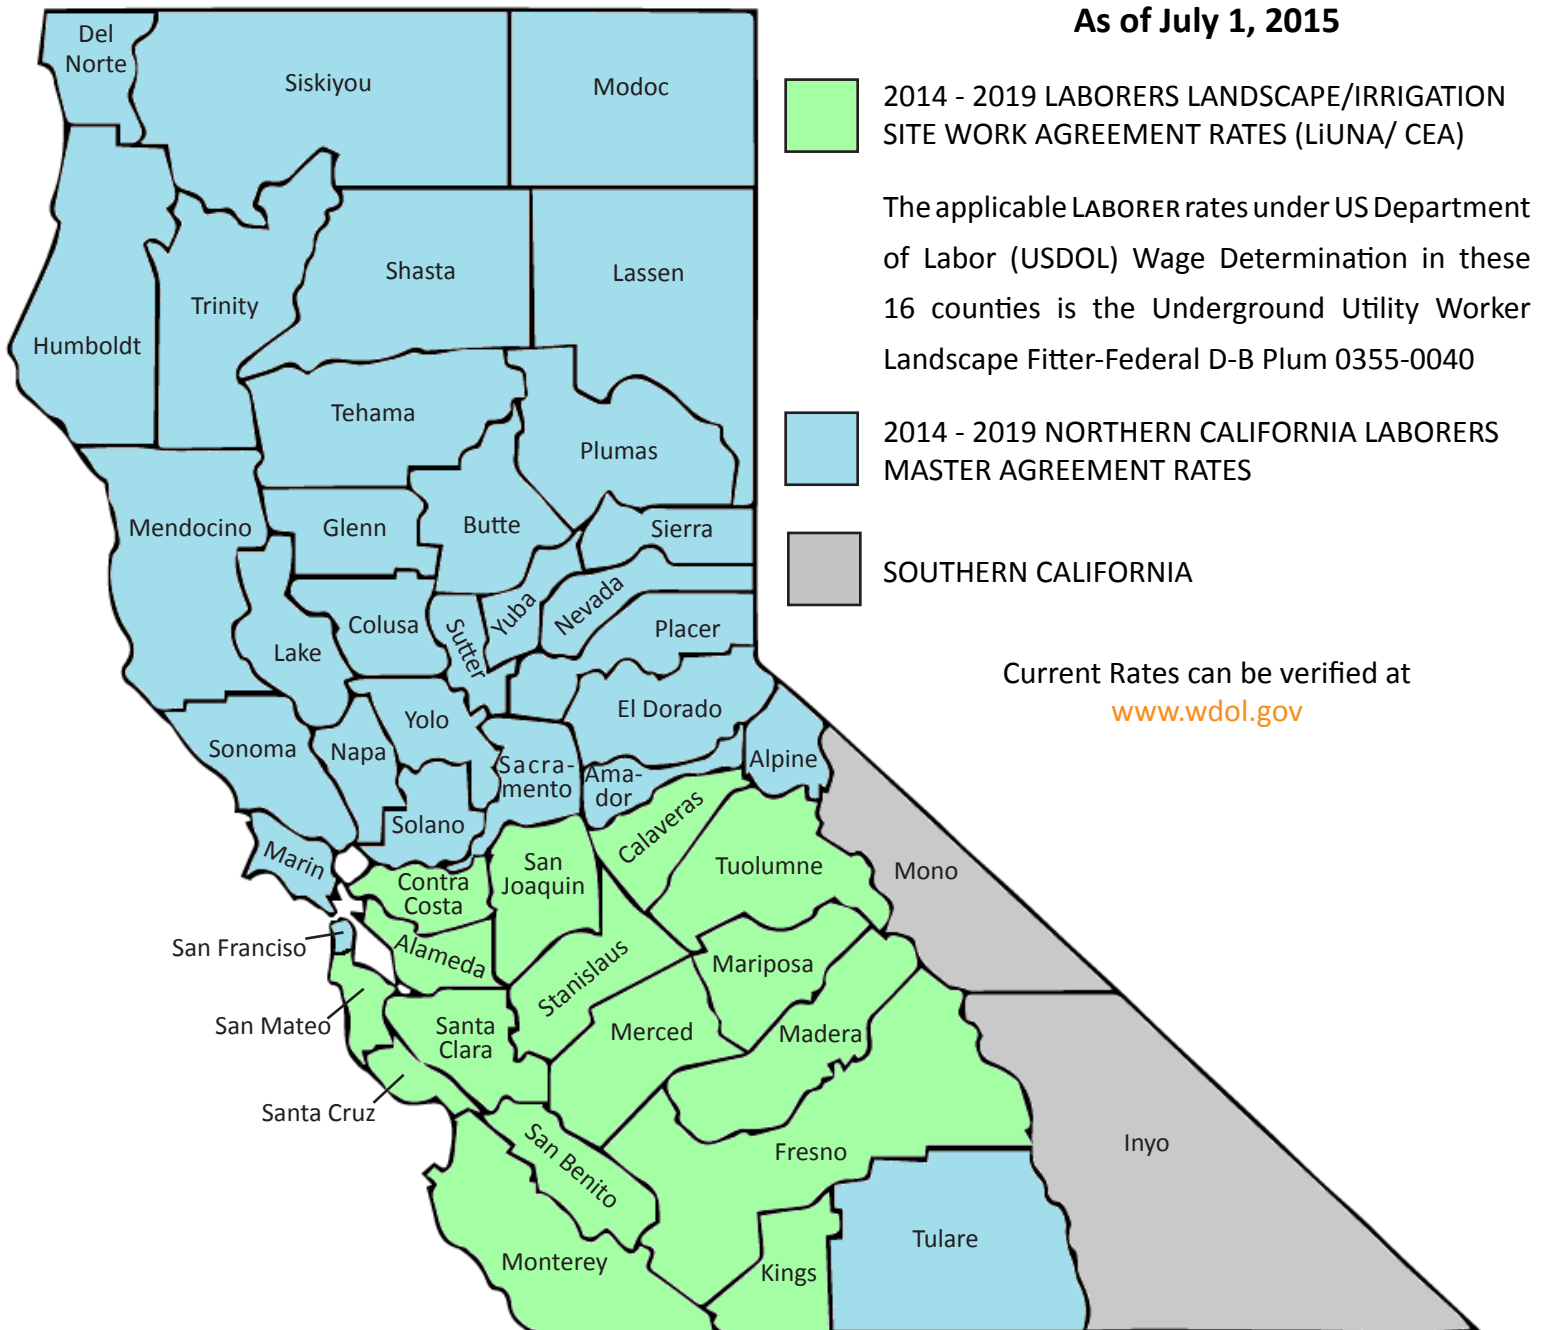 As of July 1, 2015
2014 - 2019 LABORERS LANDSCAPE/IRRIGATION
SITE WORK AGREEMENT RATES (LiUNA/ CEA)
The applicable LABORER rates under US Department
of Labor (USDOL) Wage Determination in these
16 counties is the Underground Utility Worker
Landscape Fitter-Federal D-B Plum 0355-0040
2014 - 2019 NORTHERN CALIFORNIA LABORERS
MASTER AGREEMENT RATES
SOUTHERN CALIFORNIA
Current Rates can be verified at
www.wdol.gov
Del
Norte
Siskiyou
Modoc
Humboldt
Trinity
Shasta
Lassen
Tehama
Plumas
Mendocino
Glenn
Butte
Sierra
Lake
Colusa
Sutter
Yuba
Nevada
Placer
Sonoma
Napa
Yolo
El Dorado
Sacra-
mento
Ama-
dor
Alpine
Solano
Marin
Calaveras
Contra
Costa
San
Joaquin
Tuolumne
Mono
San Franciso
Alameda
Stanislaus
Mariposa
San Mateo
Santa
Clara
Merced
Madera
Santa Cruz
San Benito
Fresno
Inyo
Monterey
Kings
Tulare